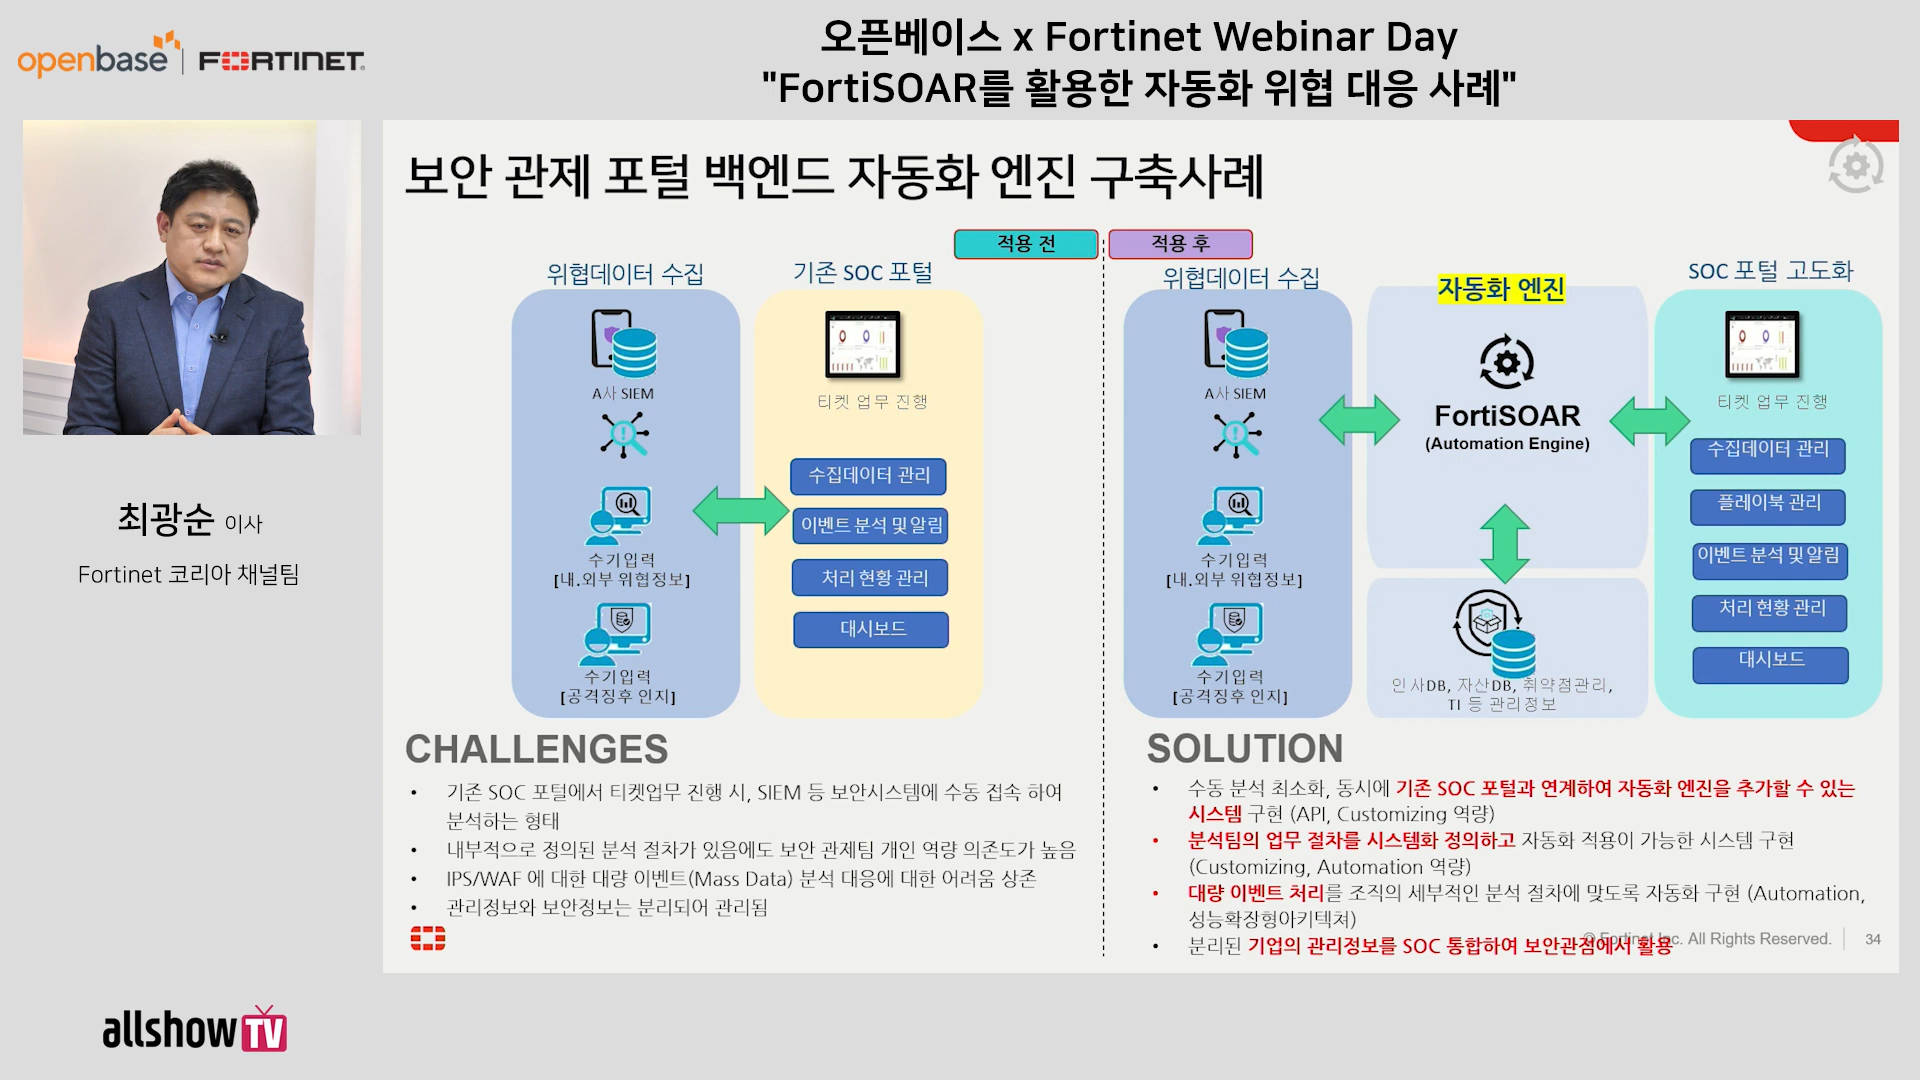 오픈베이스 x Fortinet Webinar Day
"FortiSOAR를 활용한 자동화 위협 대응 사례"
openbase
FORTINET
최광순 이사
Fortinet 코리아 채널팀
allshowTV
보안 관제 포털 백엔드 자동화 엔진 구축사례
적용 전
적용 후
위협데이터 수집
기존 SOC 포털
A사 SIEM
수기입력
[내.외부 위협정보]
수기입력
[공격징후 인지]
티켓 업무 진행
수집데이터 관리
이벤트 분석 및 알림
처리 현황 관리
대시보드
위협데이터 수집
자동화 엔진
SOC 포털 고도화
A사 SIEM
수기입력
[내.외부 위협정보]
수기입력
[공격징후 인지]
FortiSOAR
(Automation Engine)
인사DB, 자산DB, 취약점관리,
TI 등 관리정보
티켓 업무 진행
수집데이터 관리
플레이북 관리
이벤트 분석 및 알림
처리 현황 관리
대시보드
CHALLENGES
• 기존 SOC 포털에서 티켓업무 진행 시, SIEM 등 보안시스템에 수동 접속 하여
분석하는 형태
• 내부적으로 정의된 분석 절차가 있음에도 보안 관제팀 개인 역량 의존도가 높음
• IPS/WAF 에 대한 대량 이벤트(Mass Data) 분석 대응에 대한 어려움 상존
• 관리정보와 보안정보는 분리되어 관리됨
SOLUTION
• 수동 분석 최소화, 동시에 기존 SOC 포털과 연계하여 자동화 엔진을 추가할 수 있는
시스템 구현 (API, Customizing 역량)
• 분석팀의 업무 절차를 시스템화 정의하고 자동화 적용이 가능한 시스템 구현
(Customizing, Automation 역량)
• 대량 이벤트 처리를 조직의 세부적인 분석 절차에 맞도록 자동화 구현 (Automation,
성능확장형아키텍쳐)
• 분리된 기업의 관리정보를 SOC 통합하여 보안관점에서 활용
© Fortinet Inc. All Rights Reserved.
34